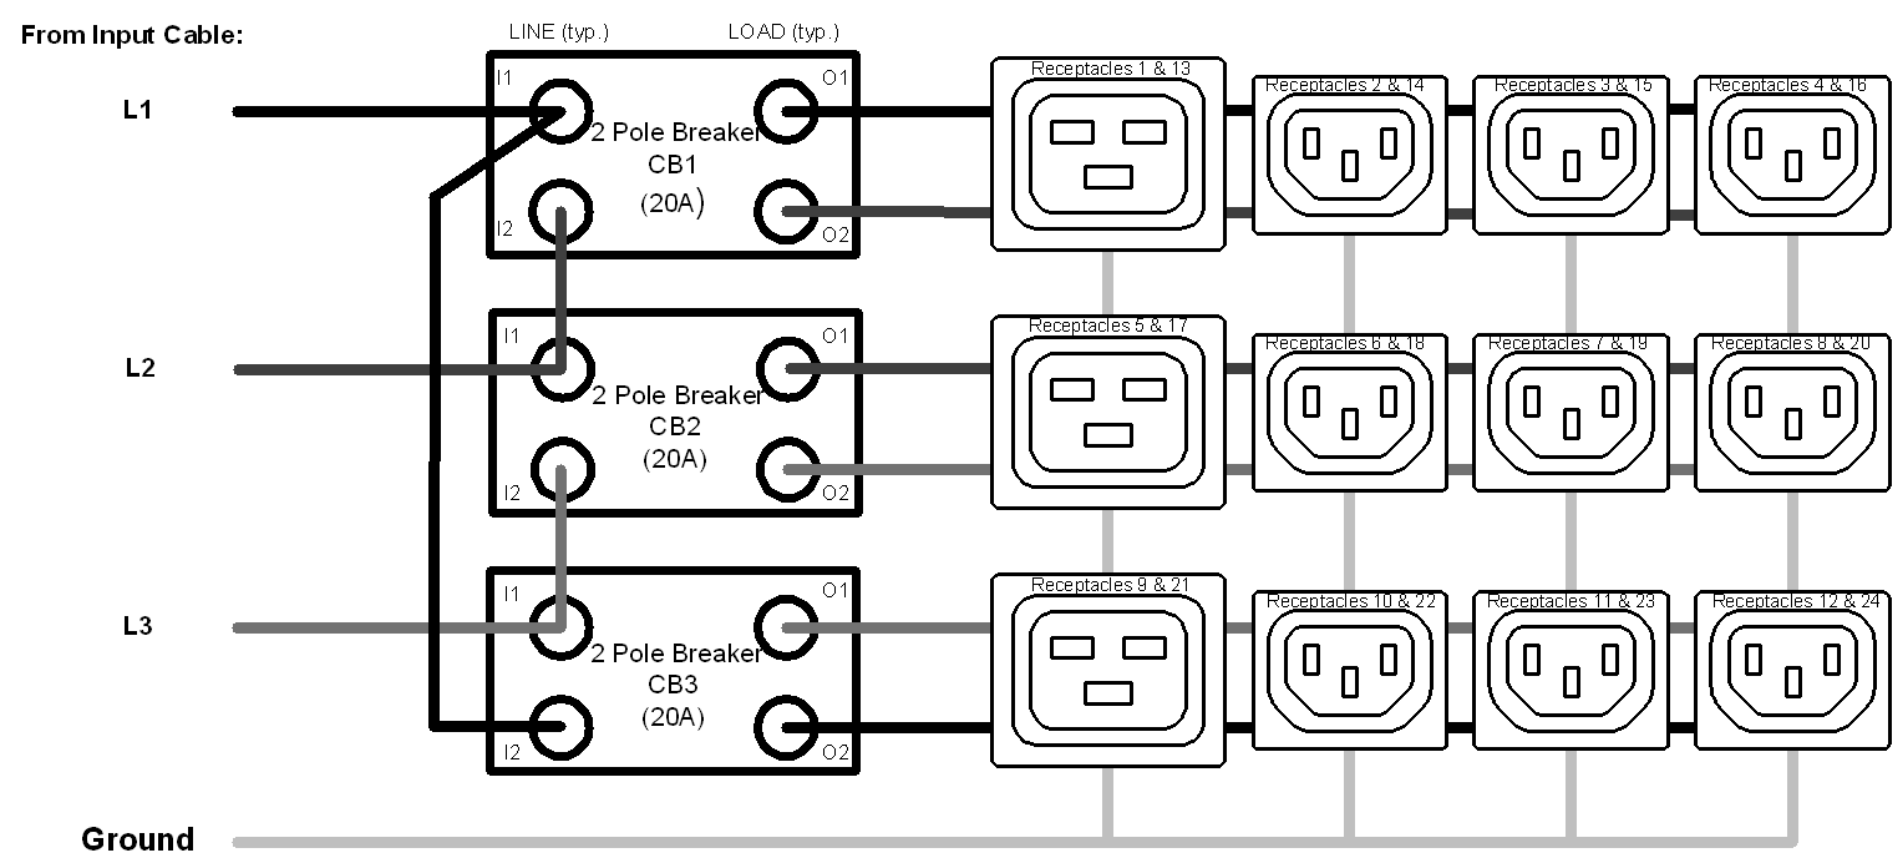 From Input Cable:
LINE (typ.)
LOAD (typ.)
L1
I1
O1
2 Pole Breaker
CB1
(20A)
I2
O2
Receptacles 1 & 13
Receptacles 2 & 14
Receptacles 3 & 15
Receptacles 4 & 16
L2
I1
O1
2 Pole Breaker
CB2
(20A)
I2
O2
Receptacles 5 & 17
Receptacles 6 & 18
Receptacles 7 & 19
Receptacles 8 & 20
L3
I1
O1
2 Pole Breaker
CB3
(20A)
I2
O2
Receptacles 9 & 21
Receptacles 10 & 22
Receptacles 11 & 23
Receptacles 12 & 24
Ground